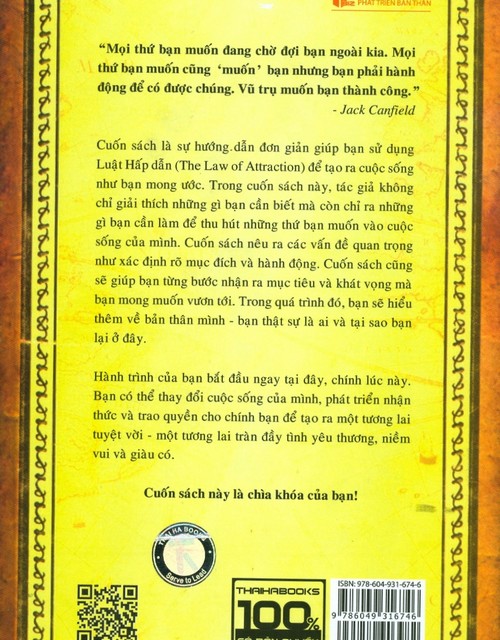 PHÁT TRIỂN BẢN THÂN
“Mọi thứ bạn muốn đang chờ đợi bạn ngoài kia. Mọi
thứ bạn muốn cũng ‘muốn’ bạn nhưng bạn phải hành
động để có được chúng. Vũ trụ muốn bạn thành công.”
- Jack Canfield
Cuốn sách là sự hướng dẫn đơn giản giúp bạn sử dụng
Luật Hấp dẫn (The Law of Attraction) để tạo ra cuộc sống
như bạn mong ước. Trong cuốn sách này, tác giả không
chỉ giải thích những gì bạn cần biết mà còn chỉ ra những
gì bạn cần làm để thu hút những thứ bạn muốn vào cuộc
sống của mình. Cuốn sách nêu ra các vấn đề quan trọng
như xác định rõ mục đích và hành động. Cuốn sách cũng
sẽ giúp bạn từng bước nhận ra mục tiêu và khát vọng mà
bạn mong muốn vươn tới. Trong quá trình đó, bạn sẽ hiểu
thêm về bản thân mình - bạn thật sự là ai và tại sao bạn
lại ở đây.
Hành trình của bạn bắt đầu ngay tại đây, chính lúc này.
Bạn có thể thay đổi cuộc sống của mình, phát triển nhận
thức và trao quyền cho chính bạn để tạo ra một tương lai
tuyệt vời - một tương lai tràn đầy tình yêu thương, niềm
vui và giàu có.
Cuốn sách này là chìa khóa của bạn!
THAI HA BOOKS
Serve to Lead
THAIHABOOKS
100%
ISBN: 978-604-931-674-6
9 786049 316746